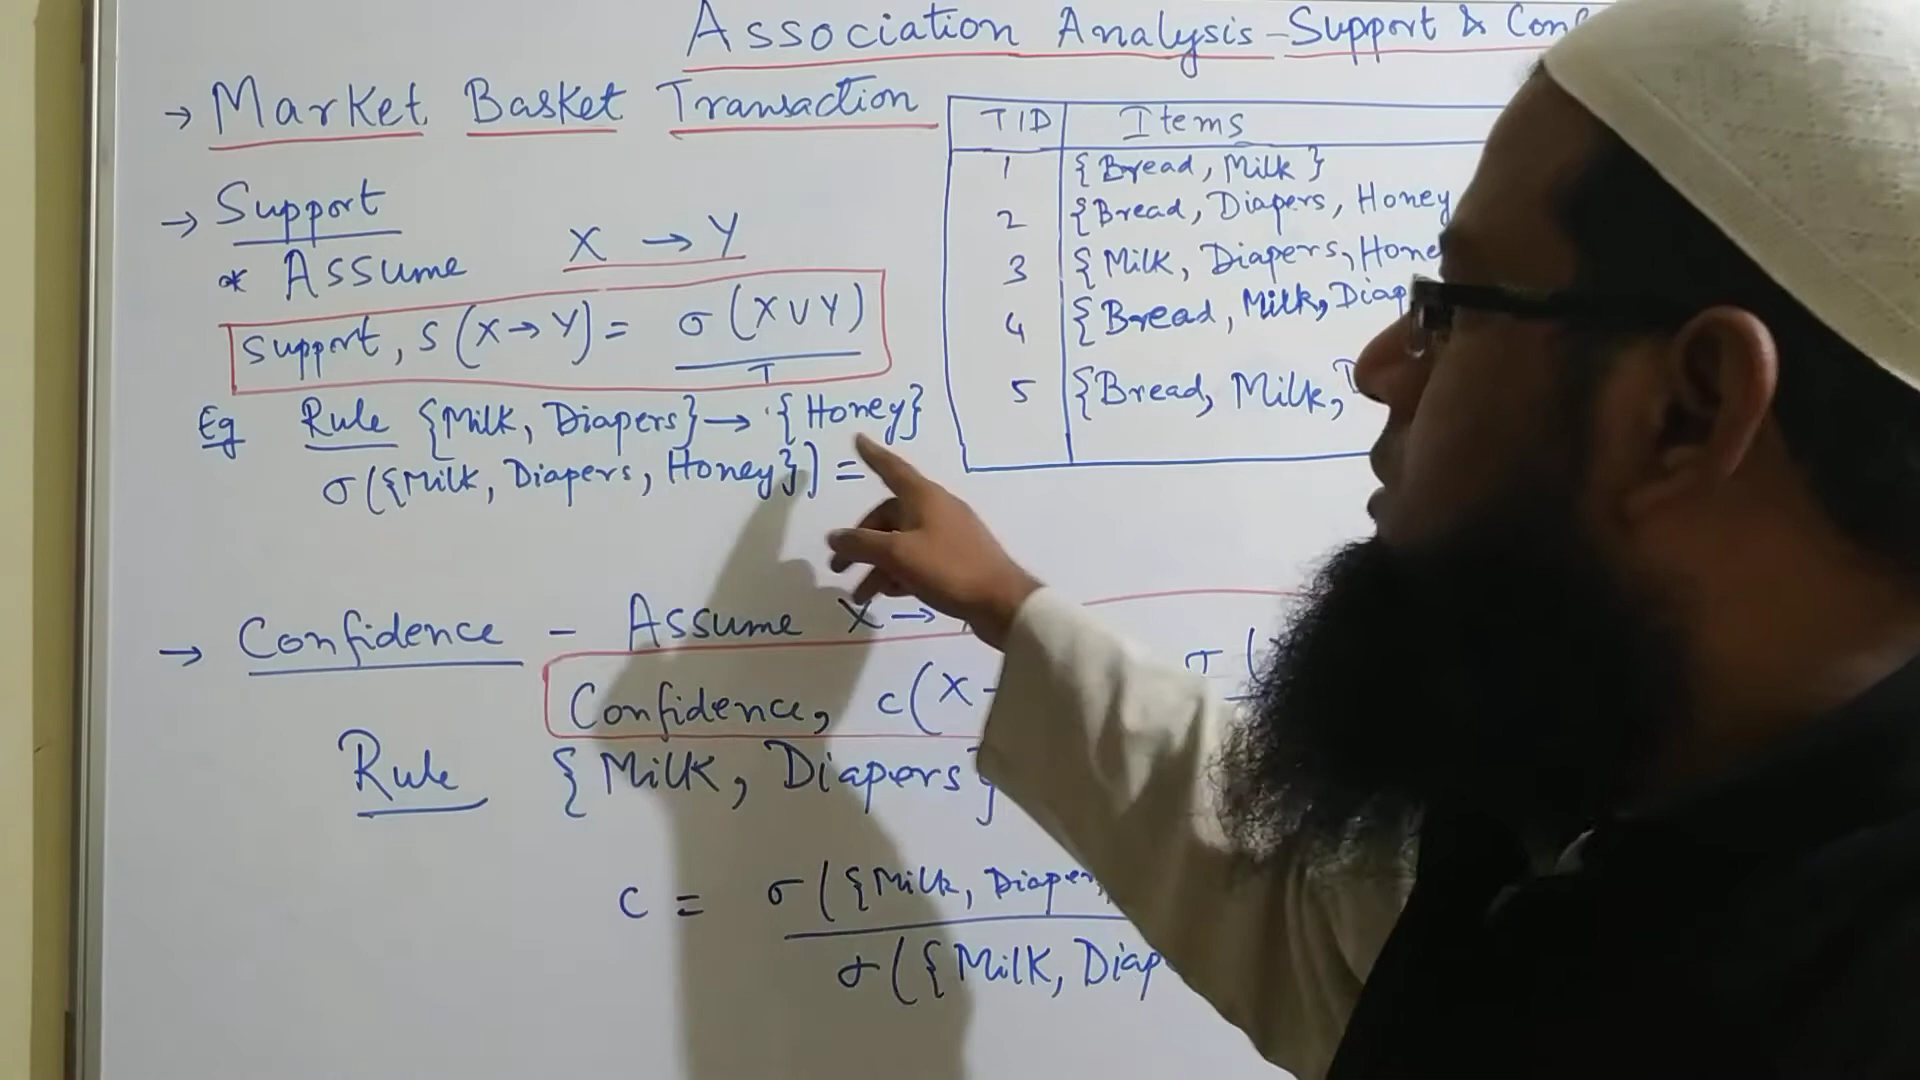 Association Analysis - Support & Conf
→ Market Basket Transaction
→ Support
* Assume X → Y
Support, s (X → Y) = σ (X ∪ Y)
T
Eg Rule {Milk, Diapers} → {Honey}
σ ({Milk, Diapers, Honey}) =
TID Items
1 {Bread, Milk}
2 {Bread, Diapers, Honey
3 {Milk, Diapers, Hone
4 {Bread, Milk, Diap
5 {Bread, Milk, D
→ Confidence - Assume X →
Confidence, c (X - σ (
Rule {Milk, Diapers}
c = σ ({Milk, Diapers,
σ ({Milk, Diap